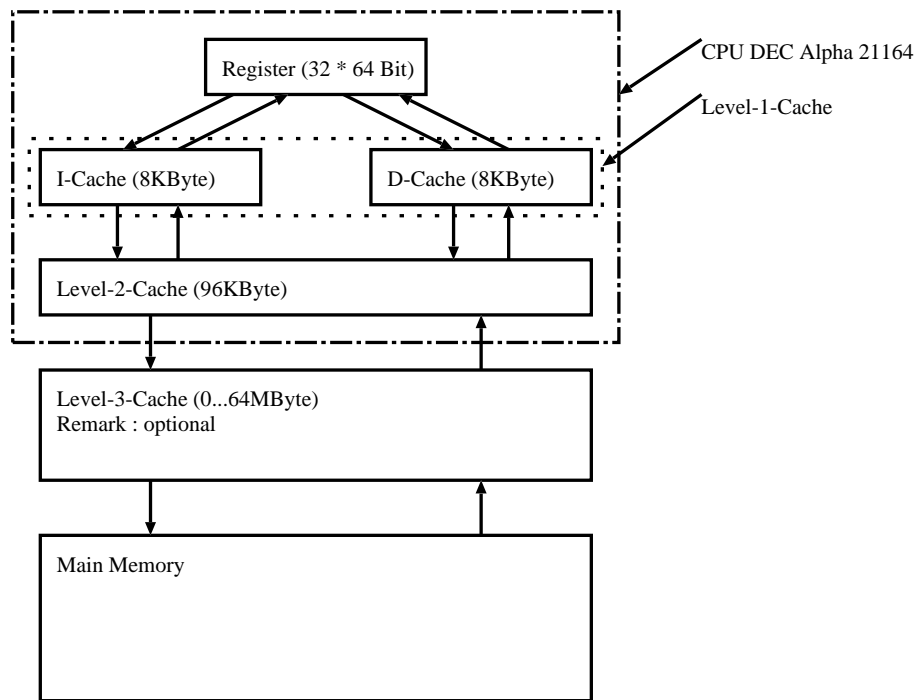 CPU DEC Alpha 21164
Register (32 * 64 Bit)
Level-1-Cache
I-Cache (8KByte)
D-Cache (8KByte)
Level-2-Cache (96KByte)
Level-3-Cache (0...64MByte)
Remark : optional
Main Memory